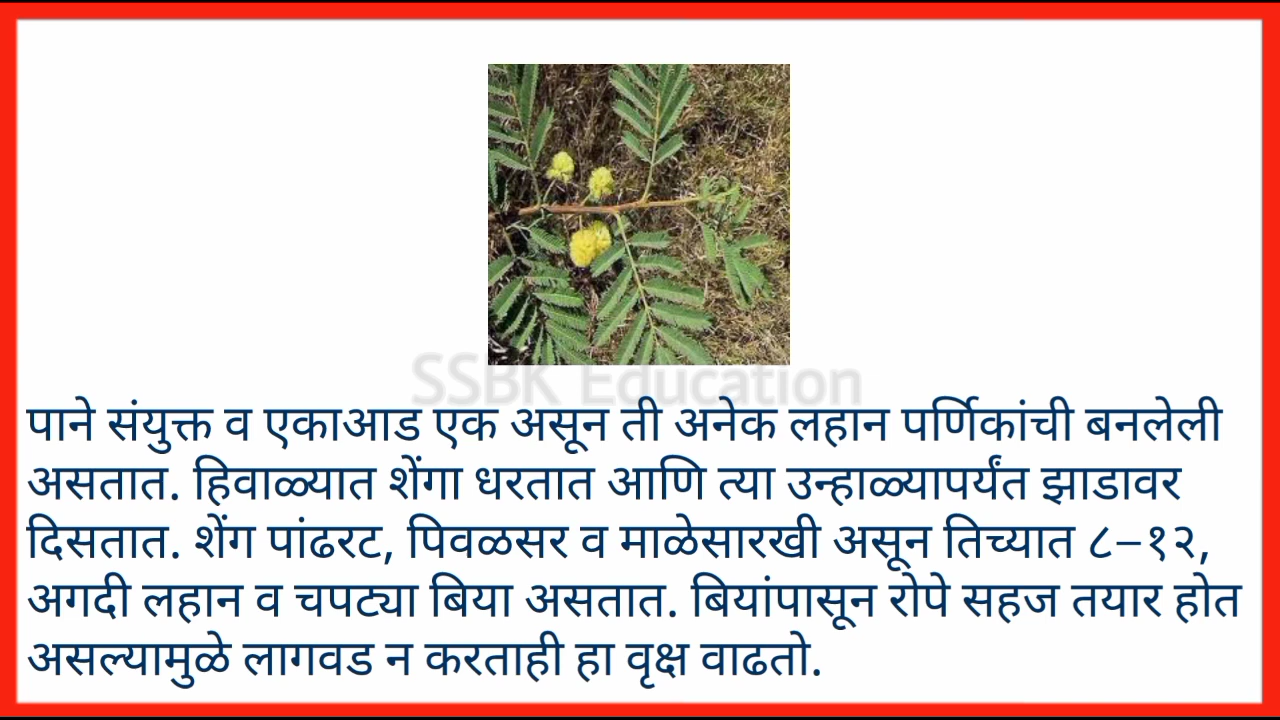 SSBK Education
पाने संयुक्त व एकाआड एक असून ती अनेक लहान पर्णिकांची बनलेली
असतात. हिवाळ्यात शेंगा धरतात आणि त्या उन्हाळ्यापर्यंत झाडावर
दिसतात. शेंग पांढरट, पिवळसर व माळेसारखी असून तिच्यात ८–१२,
अगदी लहान व चपट्या बिया असतात. बियांपासून रोपे सहज तयार होत
असल्यामुळे लागवड न करताही हा वृक्ष वाढतो.